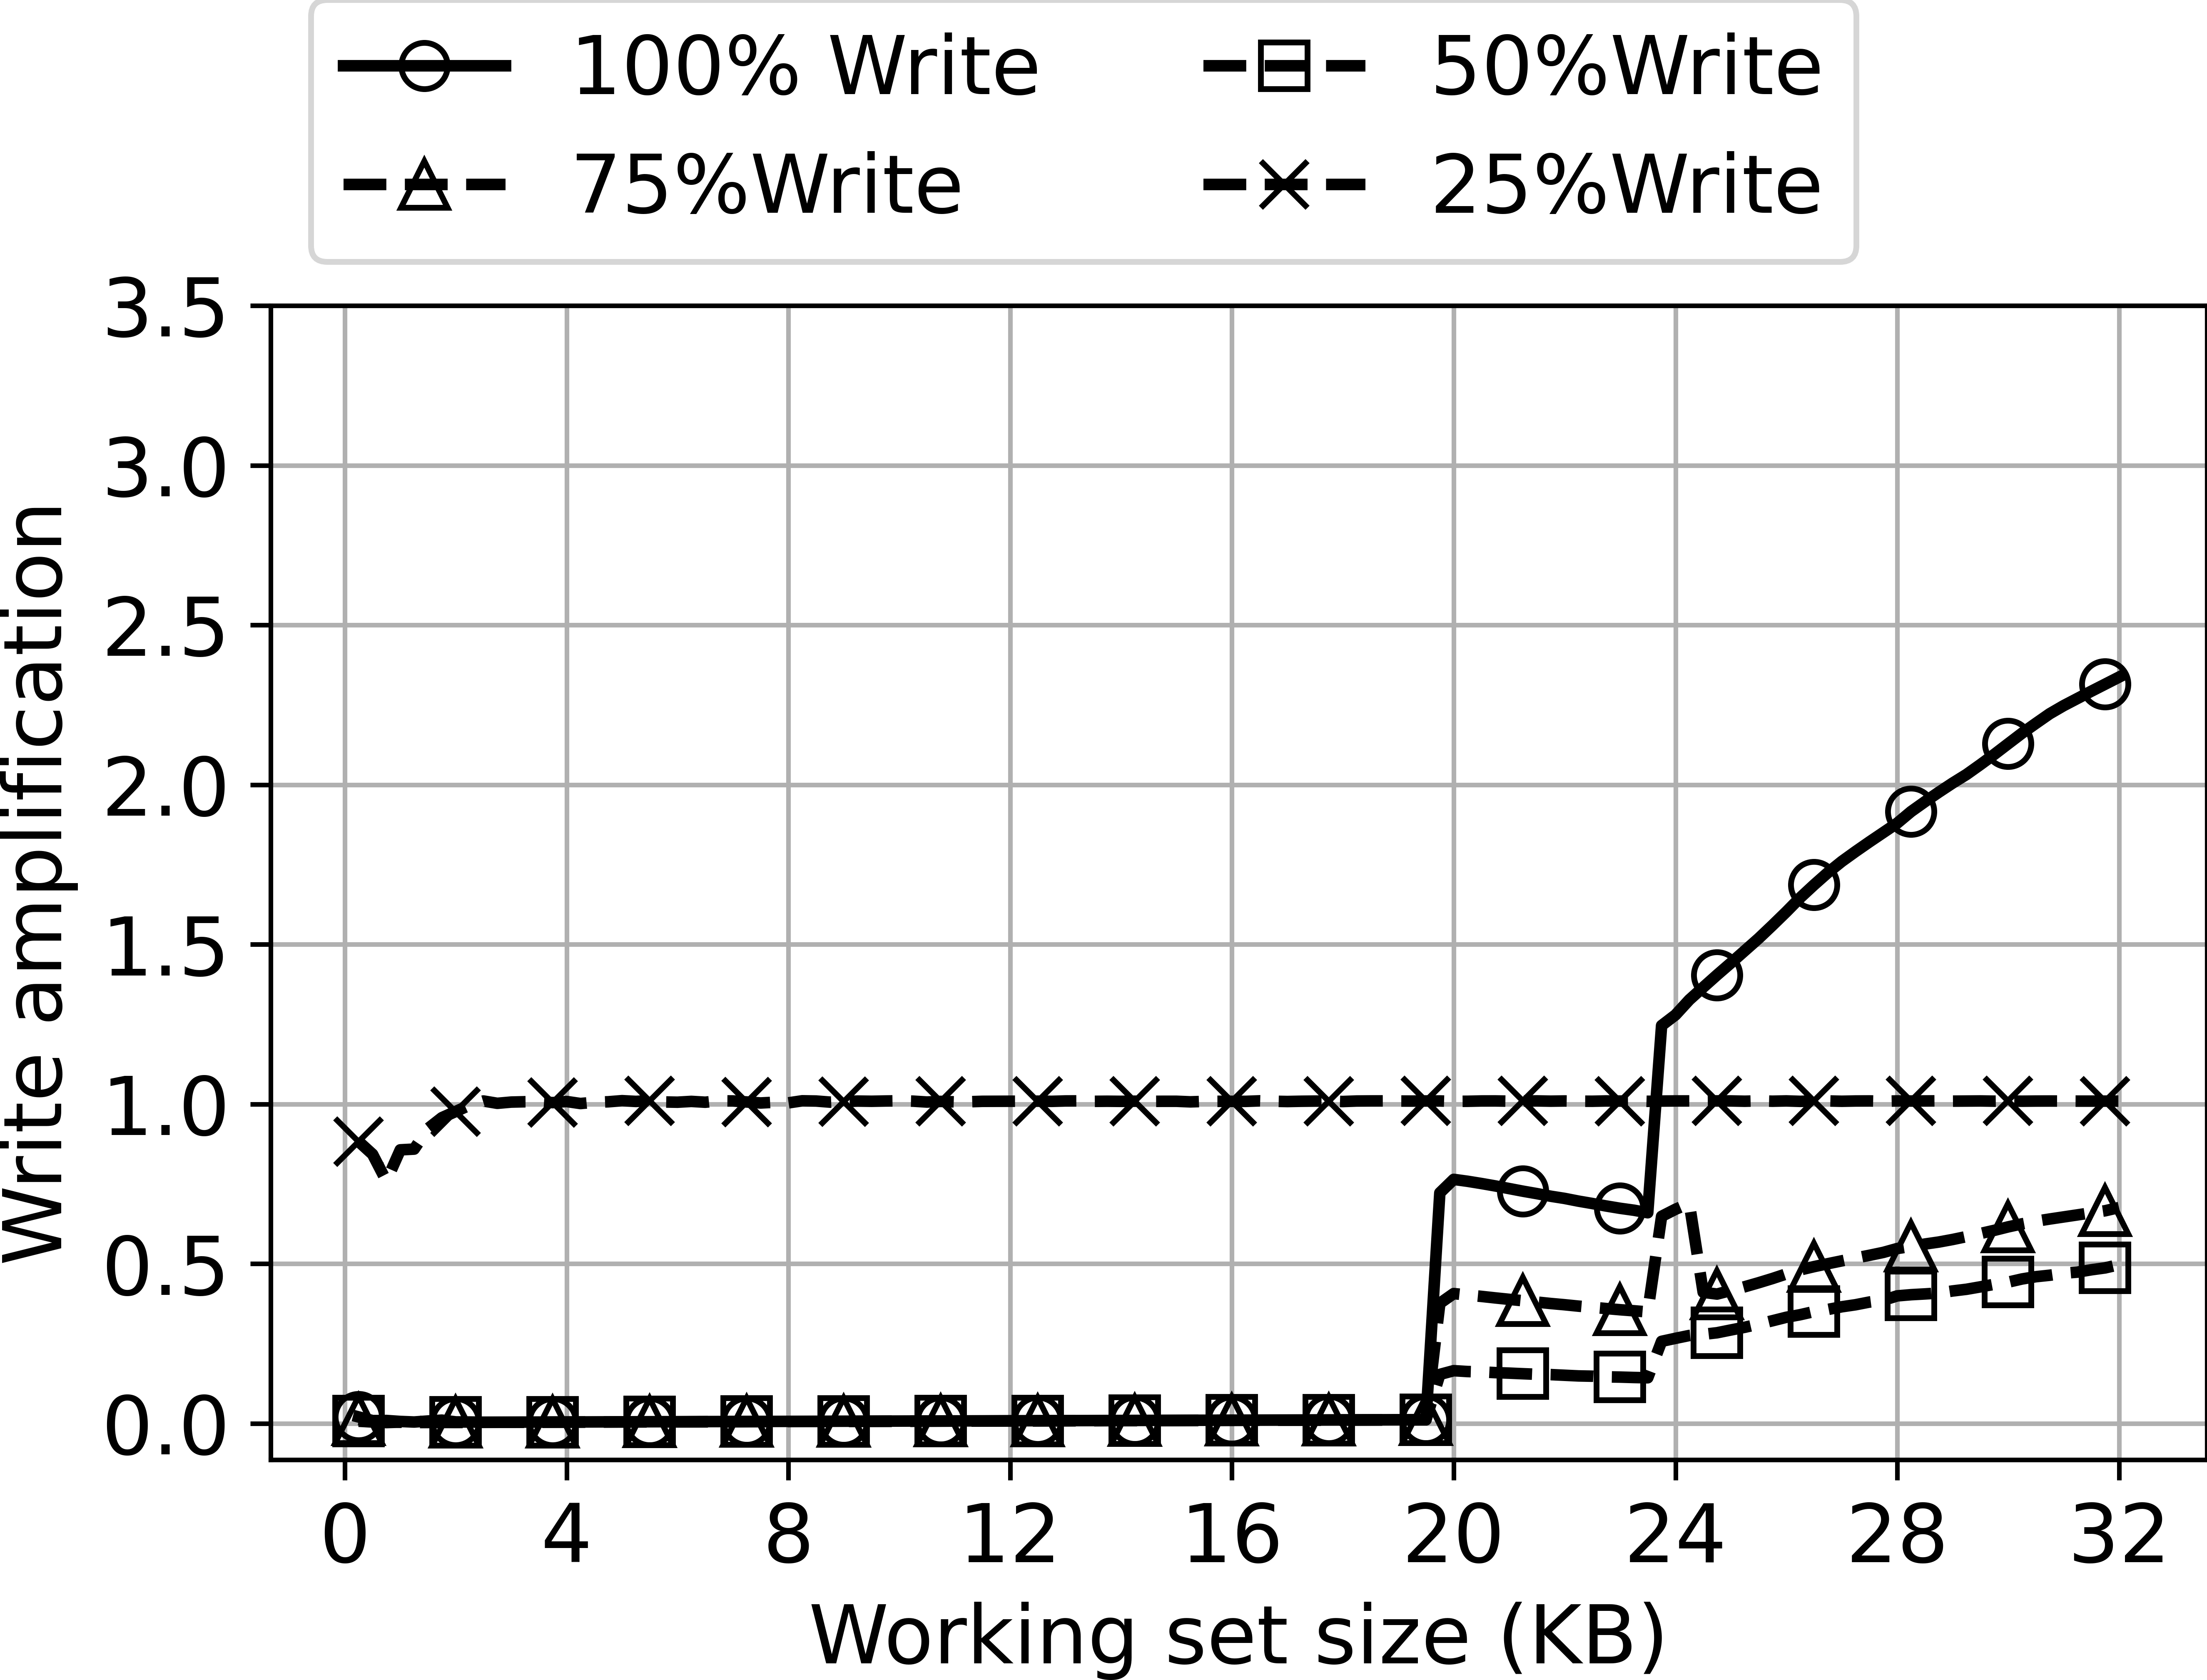 100% Write
50%Write
75%Write
25%Write
3.5
3.0
2.5
2.0
1.5
1.0
0.5
0.0
Write amplification
0 4 8 12 16 20 24 28 32
Working set size (KB)